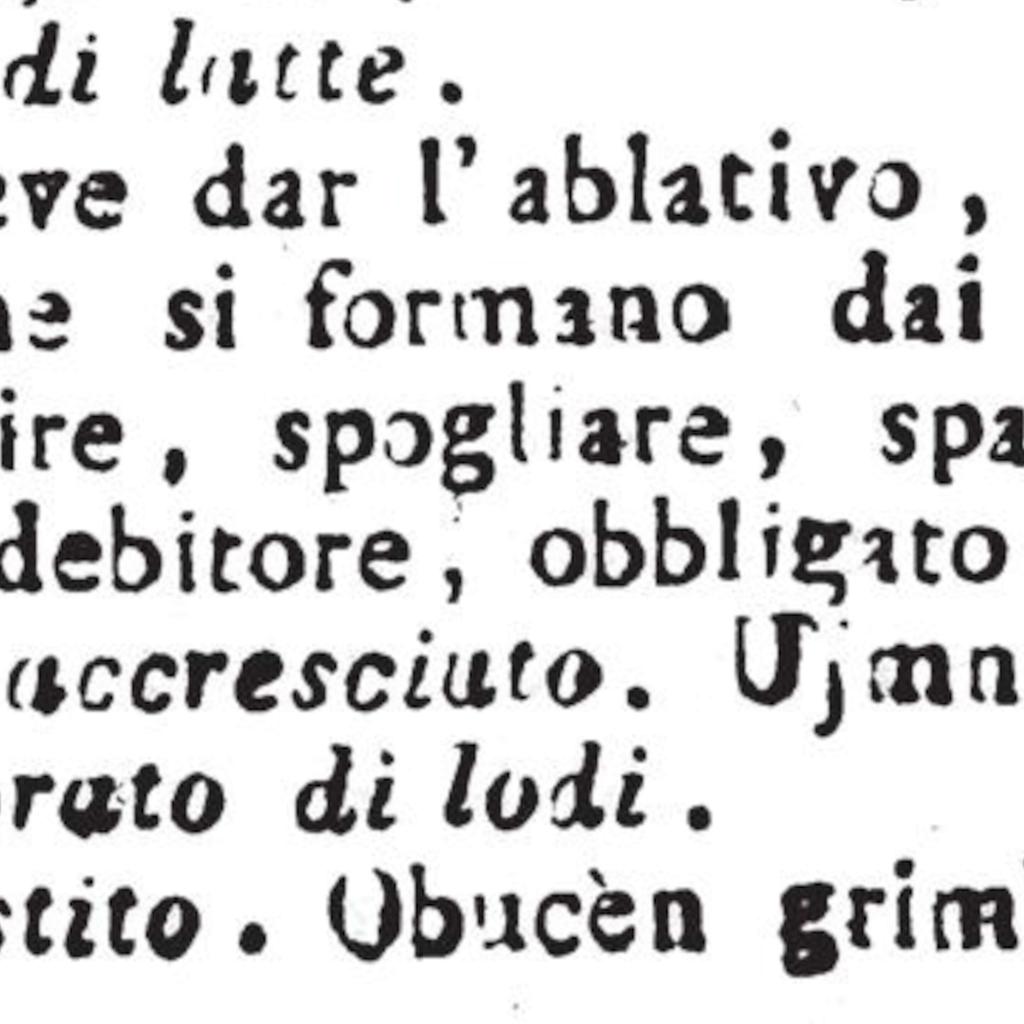 di latte.
eve dar l'ablativo,
ne si formano dai
ire, spogliare, spa
debitore, obbligato
accresciuto. Ujmn
orato di lodi.
stito. Obucèn grim